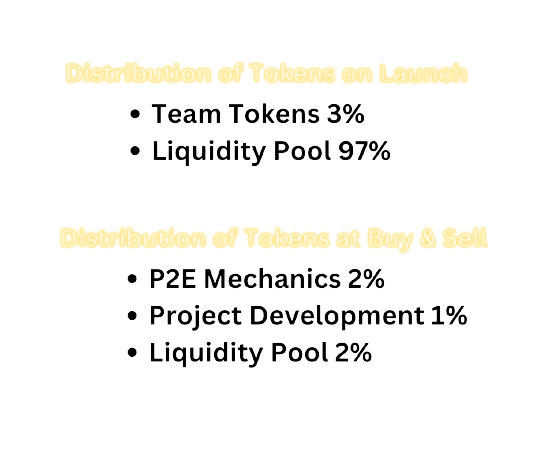 Distribution of Tokens on Launch
• Team Tokens 3%
• Liquidity Pool 97%
Distribution of Tokens at Buy & Sell
• P2E Mechanics 2%
• Project Development 1%
• Liquidity Pool 2%